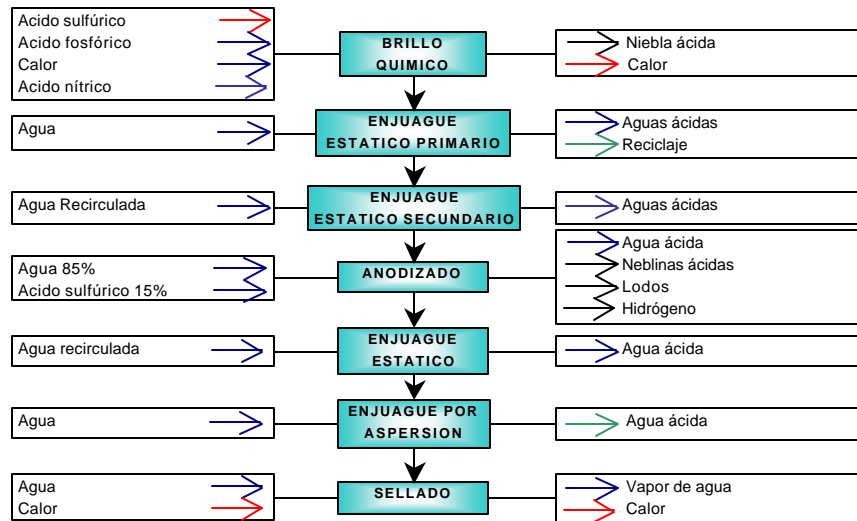 Acido sulfúrico
Acido fosfórico
Calor
Acido nítrico
BRILLO
QUIMICO
Niebla ácida
Calor
Agua
ENJUAGUE
ESTATICO PRIMARIO
Aguas ácidas
Reciclaje
Agua Recirculada
ENJUAGUE
ESTATICO SECUNDARIO
Aguas ácidas
Agua 85%
Acido sulfúrico 15%
ANODIZADO
Agua ácida
Neblinas ácidas
Lodos
Hidrógeno
Agua recirculada
ENJUAGUE
ESTATICO
Agua ácida
Agua
ENJUAGUE POR
ASPERSION
Agua ácida
Agua
Calor
SELLADO
Vapor de agua
Calor